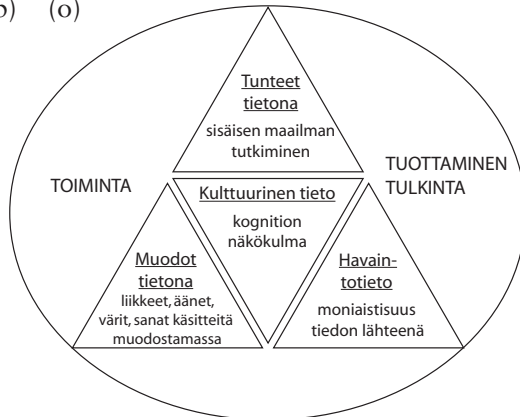 (o)
Tunteet
tietona
sisäisen maailman
tutkiminen
TOIMINTA
TUOTTAMINEN
TULKINTA
Kulttuurinen tieto
kognition
näkökulma
Muodot
tietona
liikkeet, äänet,
värit, sanat käsitteitä
muodostamassa
Havain-
totieto
moniaistisuus
tiedon lähteenä